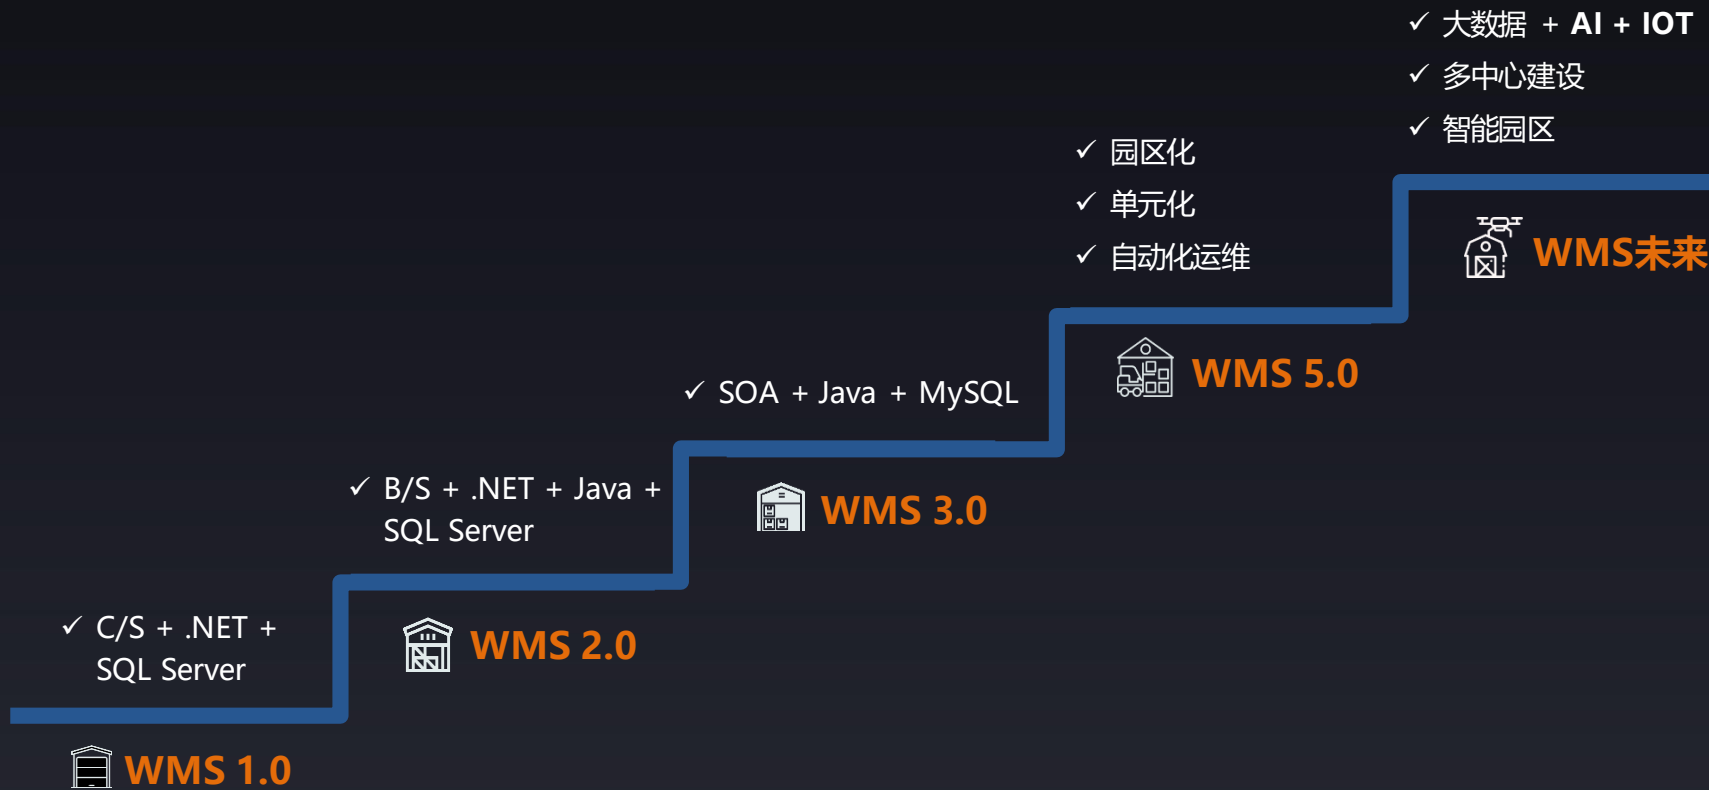 大数据 + AI + IOT
多中心建设
智能园区
WMS未来
园区化
单元化
自动化运维
WMS 5.0
SOA + Java + MySQL
WMS 3.0
B/S + .NET + Java +
SQL Server
WMS 2.0
C/S + .NET +
SQL Server
WMS 1.0